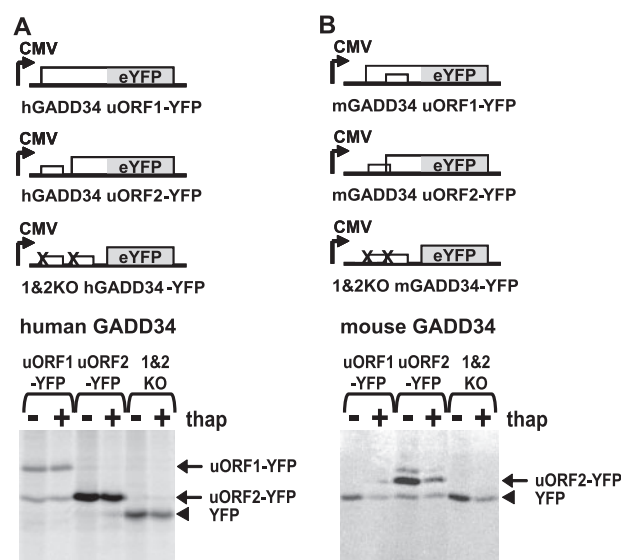 A
CMV
eYFP
hGADD34 uORF1-YFP
CMV
eYFP
hGADD34 uORF2-YFP
CMV
X X eYFP
1&2KO hGADD34-YFP
human GADD34
uORF1 uORF2 1&2
-YFP -YFP KO
- + - + - + thap
uORF1-YFP
uORF2-YFP
YFP
B
CMV
eYFP
mGADD34 uORF1-YFP
CMV
eYFP
mGADD34 uORF2-YFP
CMV
X X eYFP
1&2KO mGADD34-YFP
mouse GADD34
uORF1 uORF2 1&2
-YFP -YFP KO
- + - + - + thap
uORF2-YFP
YFP